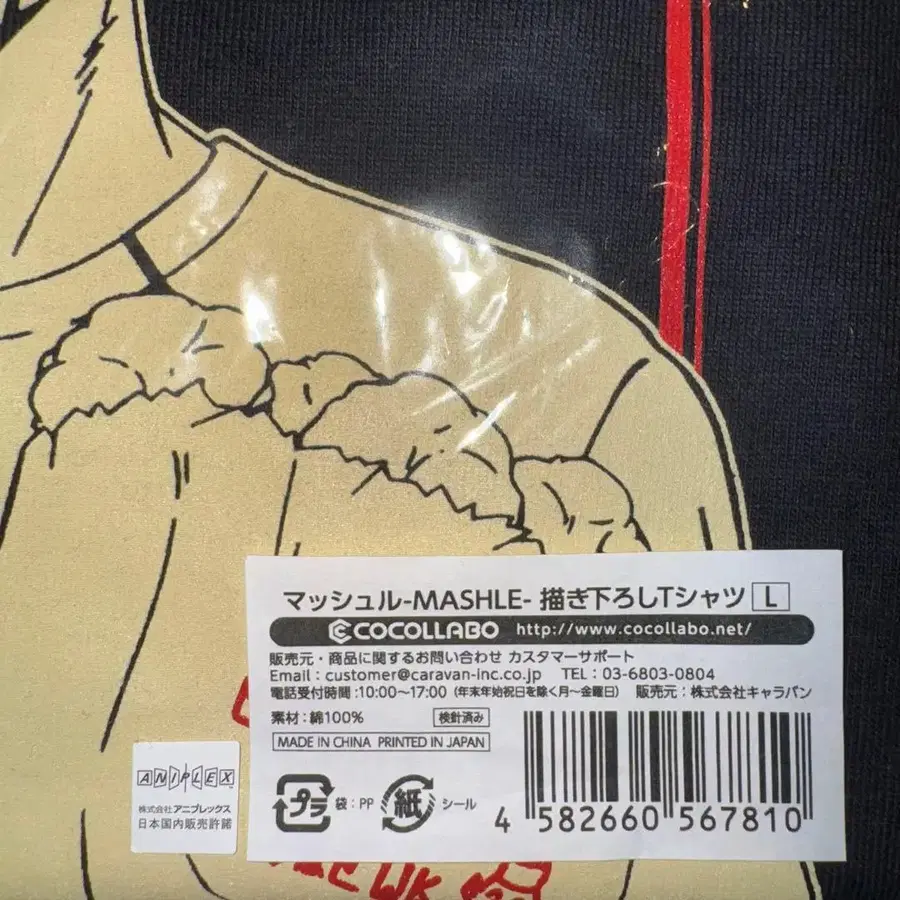 マッシュル-MASHLE- 描き下ろしTシャツ L
COCOLLABO http://www.cocollabo.net/
販売元・商品に関するお問い合わせ カスタマーサポート
Email：customer@caravan-inc.co.jp TEL：03-6803-0804
電話受付時間：10:00～17:00（年末年始祝日を除く月～金曜日） 販売元：株式会社キャラバン
素材：綿100% 検針済み
MADE IN CHINA PRINTED IN JAPAN
プラ 袋：PP 紙 シール
4 582660 567810
ANIPLEX
株式会社アニプレックス
日本国内販売許諾